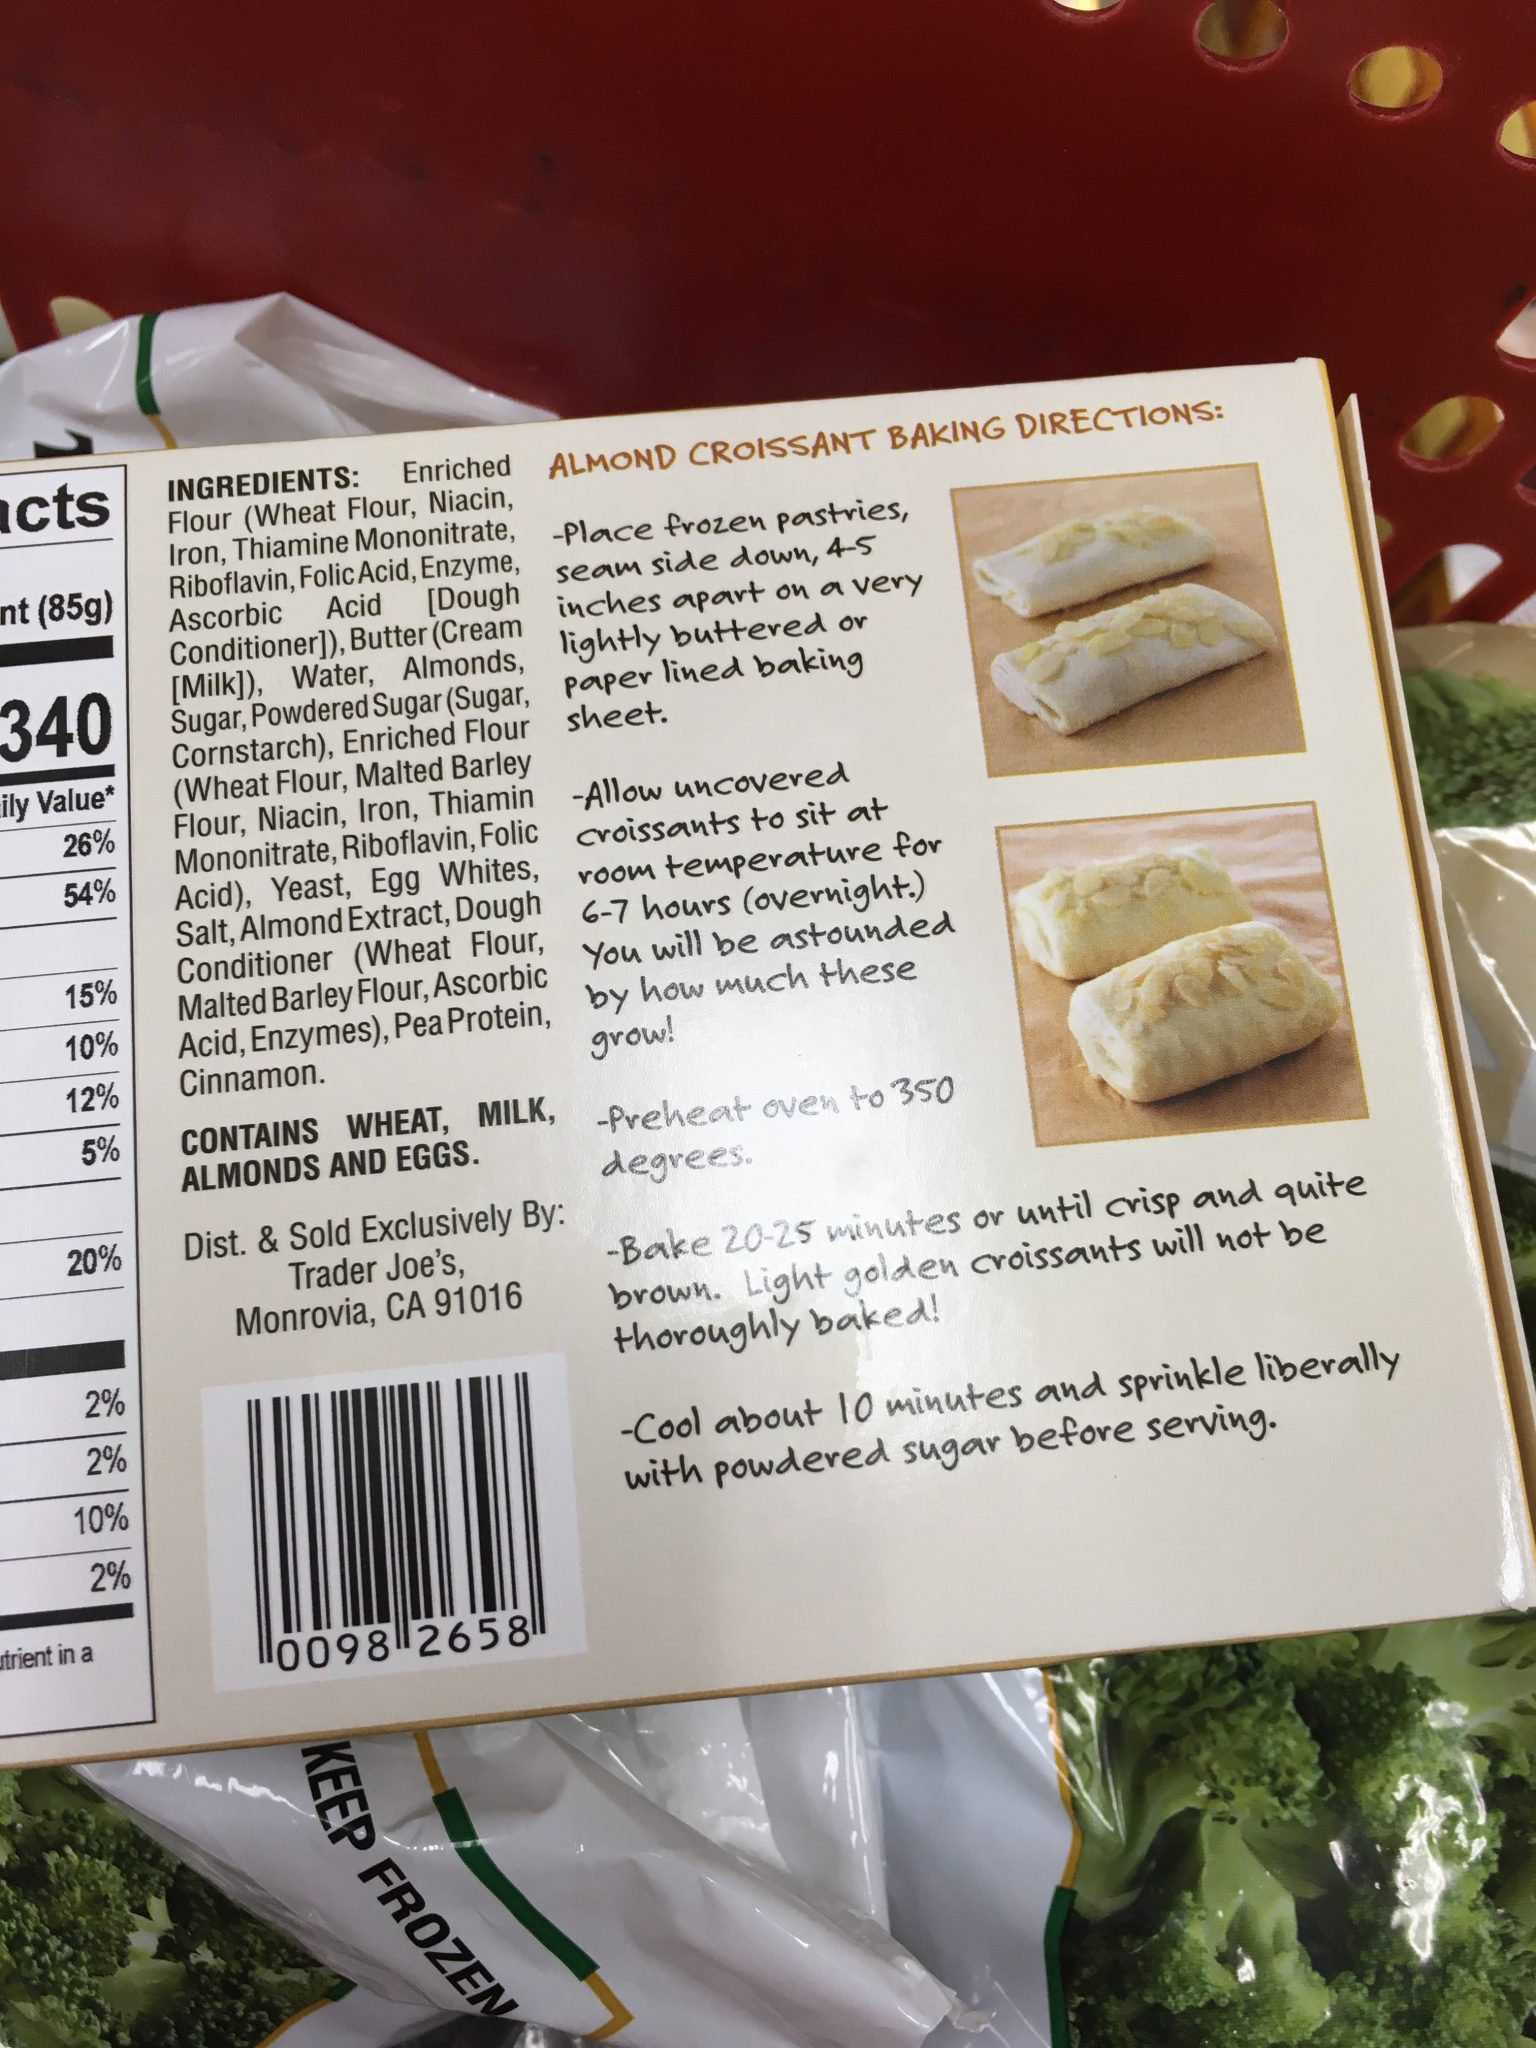 acts
nt (85g)
340
ily Value*
26%
54%
15%
10%
12%
5%
20%
2%
2%
10%
2%
utrient in a
INGREDIENTS: Enriched
Flour (Wheat Flour, Niacin,
Iron, Thiamine Mononitrate,
Riboflavin, Folic Acid, Enzyme,
Ascorbic Acid [Dough
Conditioner]), Butter (Cream
[Milk]), Water, Almonds,
Sugar, Powdered Sugar (Sugar,
Cornstarch), Enriched Flour
(Wheat Flour, Malted Barley
Flour, Niacin, Iron, Thiamin
Mononitrate, Riboflavin, Folic
Acid), Yeast, Egg Whites,
Salt, Almond Extract, Dough
Conditioner (Wheat Flour,
Malted Barley Flour, Ascorbic
Acid, Enzymes), Pea Protein,
Cinnamon.
CONTAINS WHEAT, MILK,
ALMONDS AND EGGS.
Dist. & Sold Exclusively By:
Trader Joe's,
Monrovia, CA 91016
0098 2658
ALMOND CROISSANT BAKING DIRECTIONS:
-Place frozen pastries,
seam side down, 4-5
inches apart on a very
lightly buttered or
paper lined baking
sheet.
-Allow uncovered
croissants to sit at
room temperature for
6-7 hours (overnight.)
You will be astounded
by how much these
grow!
-Preheat oven to 350
degrees.
-Bake 20-25 minutes or until crisp and quite
brown. Light golden croissants will not be
thoroughly baked!
-Cool about 10 minutes and sprinkle liberally
with powdered sugar before serving.
KEEP FROZEN